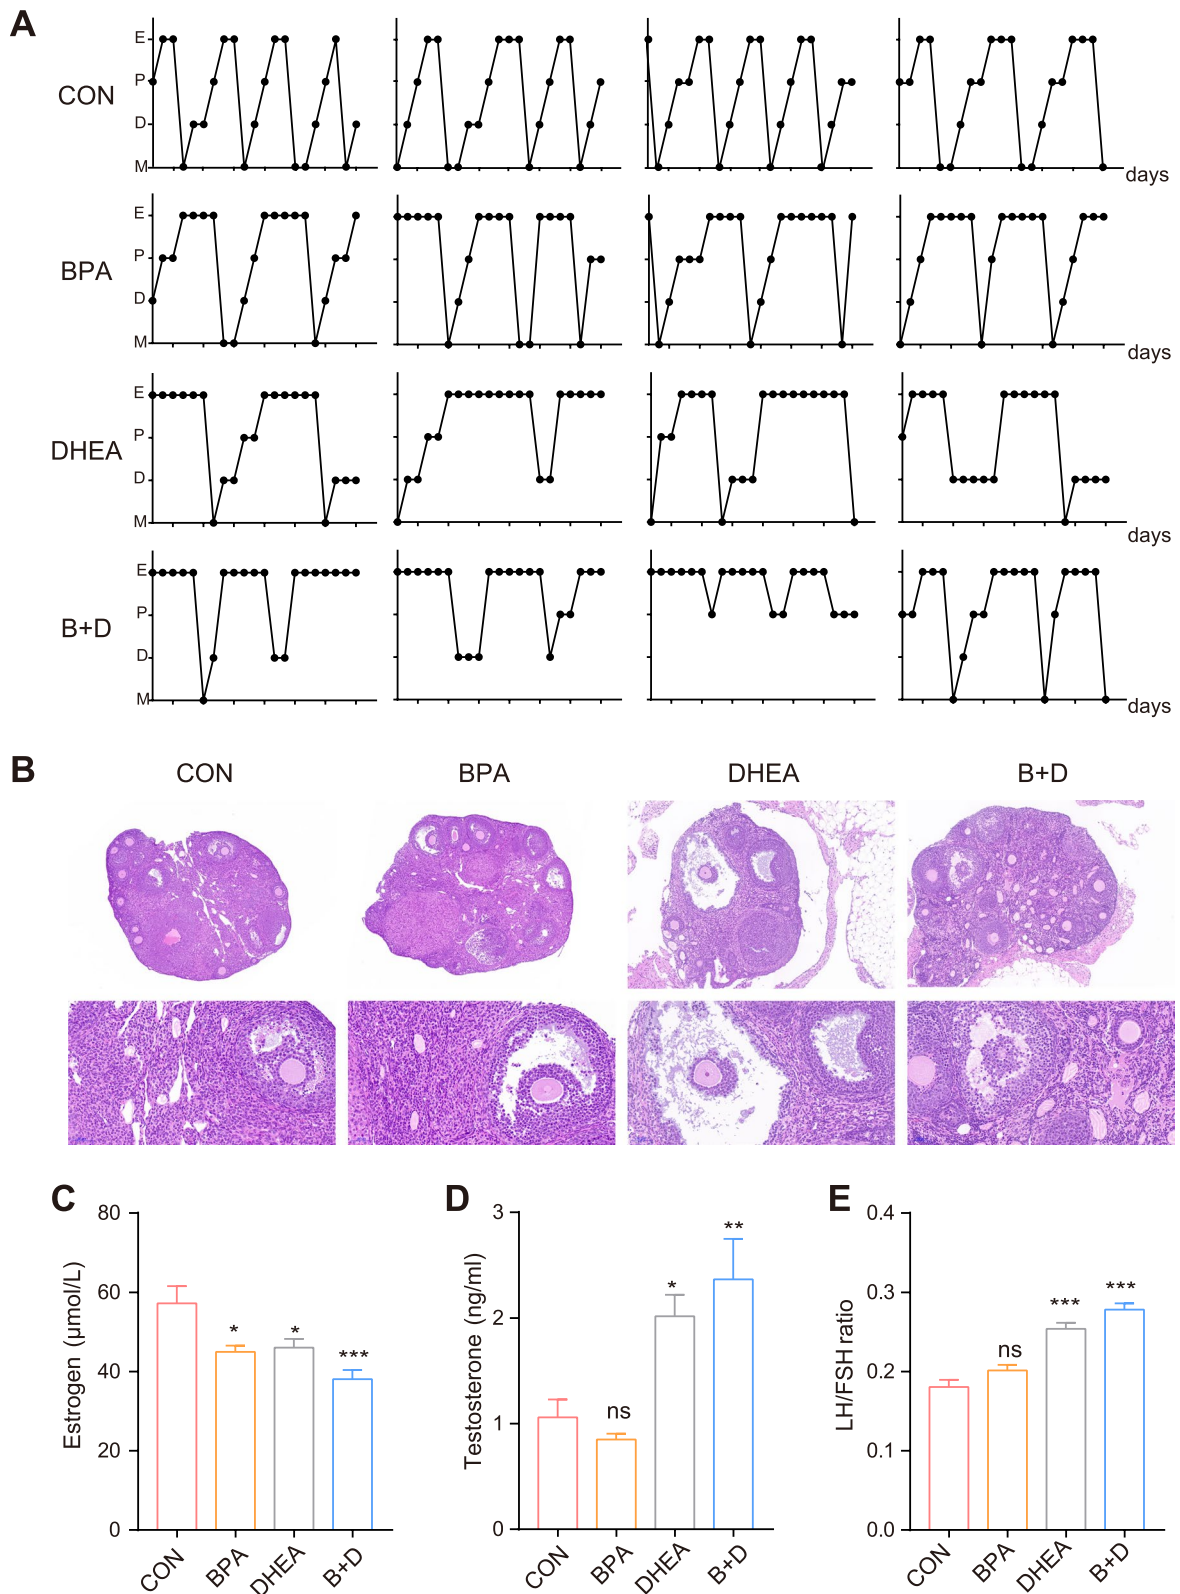 A
CON
E
P
D
M
days
BPA
E
P
D
M
days
DHEA
E
P
D
M
days
B+D
E
P
D
M
days
B
CON BPA DHEA B+D
C
Estrogen (μmol/L)
80
60
40
20
0
* * ***
CON BPA DHEA B+D
D
Testosterone (ng/ml)
3
2
1
0
ns * **
CON BPA DHEA B+D
E
LH/FSH ratio
0.4
0.3
0.2
0.1
0.0
ns *** ***
CON BPA DHEA B+D